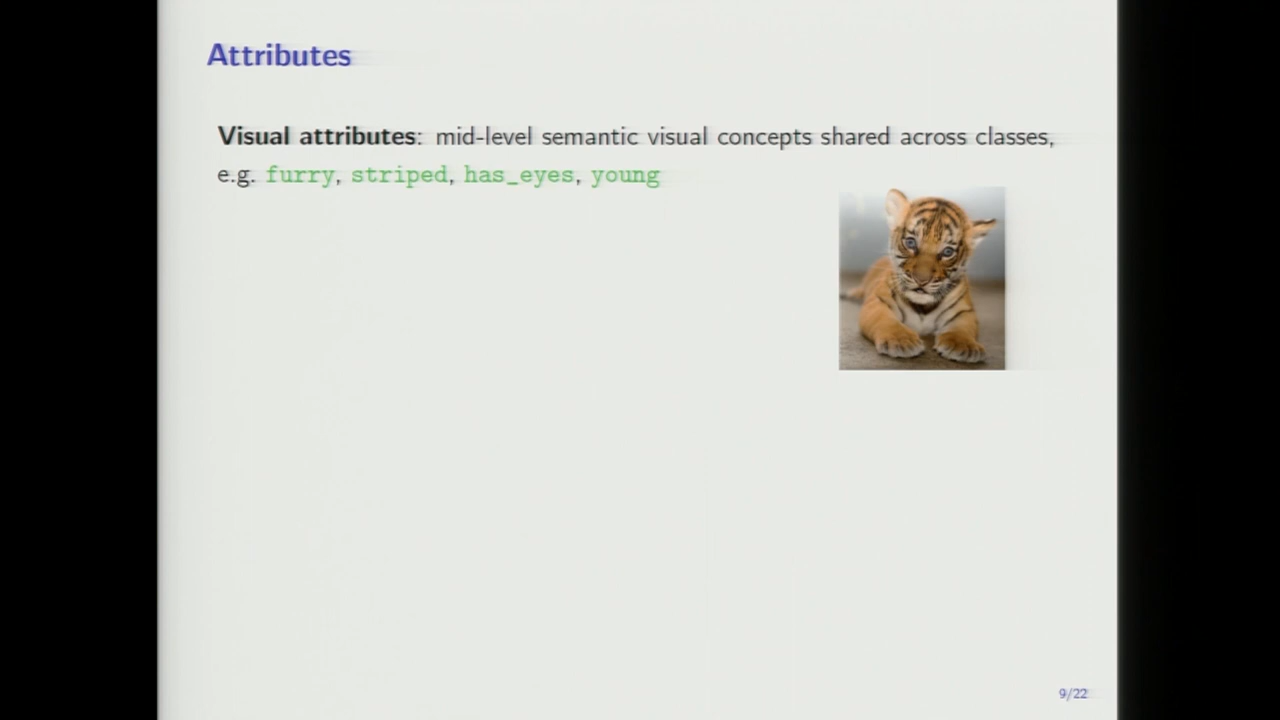 Attributes
Visual attributes: mid-level semantic visual concepts shared across classes,
e.g. furry, striped, has_eyes, young
9/22